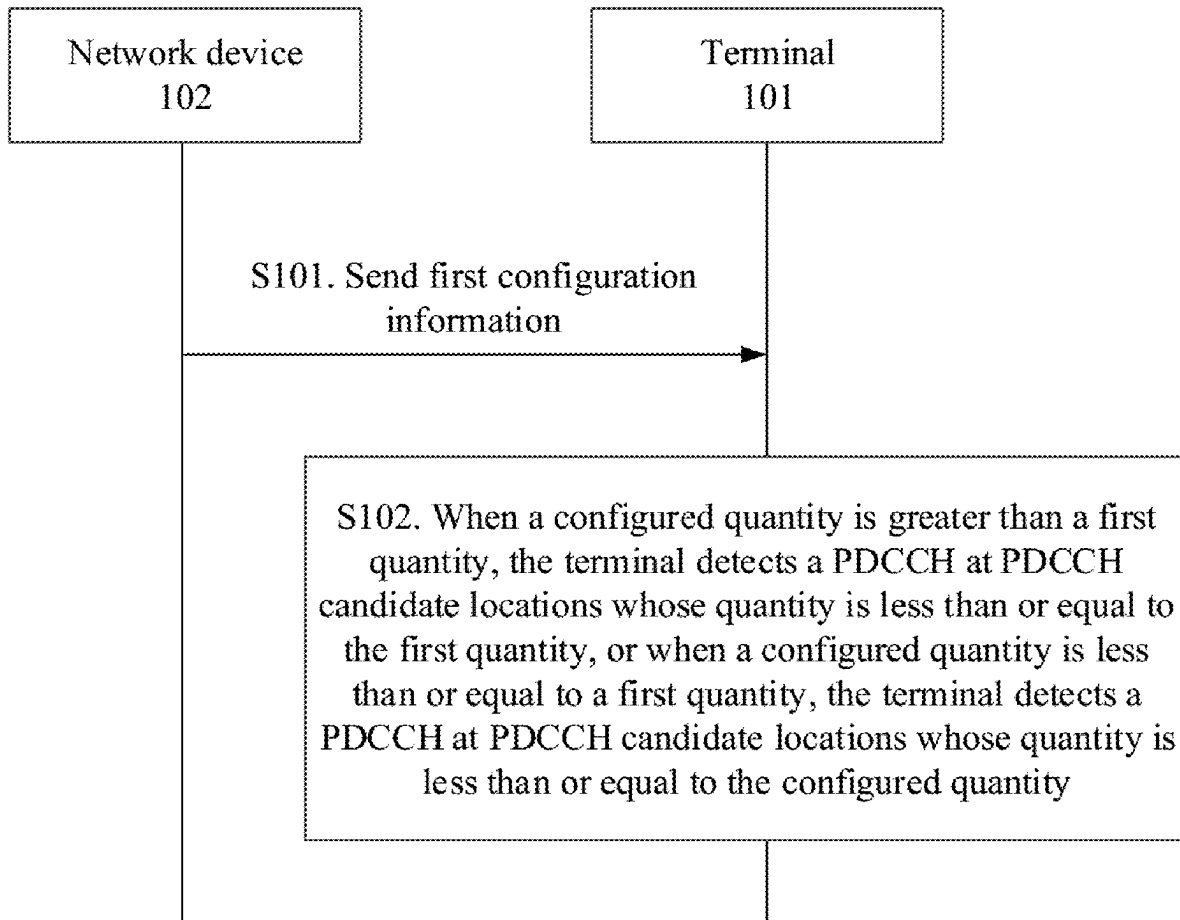 Network device
102
Terminal
101
S101. Send first configuration
information
S102. When a configured quantity is greater than a first
quantity, the terminal detects a PDCCH at PDCCH
candidate locations whose quantity is less than or equal to
the first quantity, or when a configured quantity is less
than or equal to a first quantity, the terminal detects a
PDCCH at PDCCH candidate locations whose quantity is
less than or equal to the configured quantity